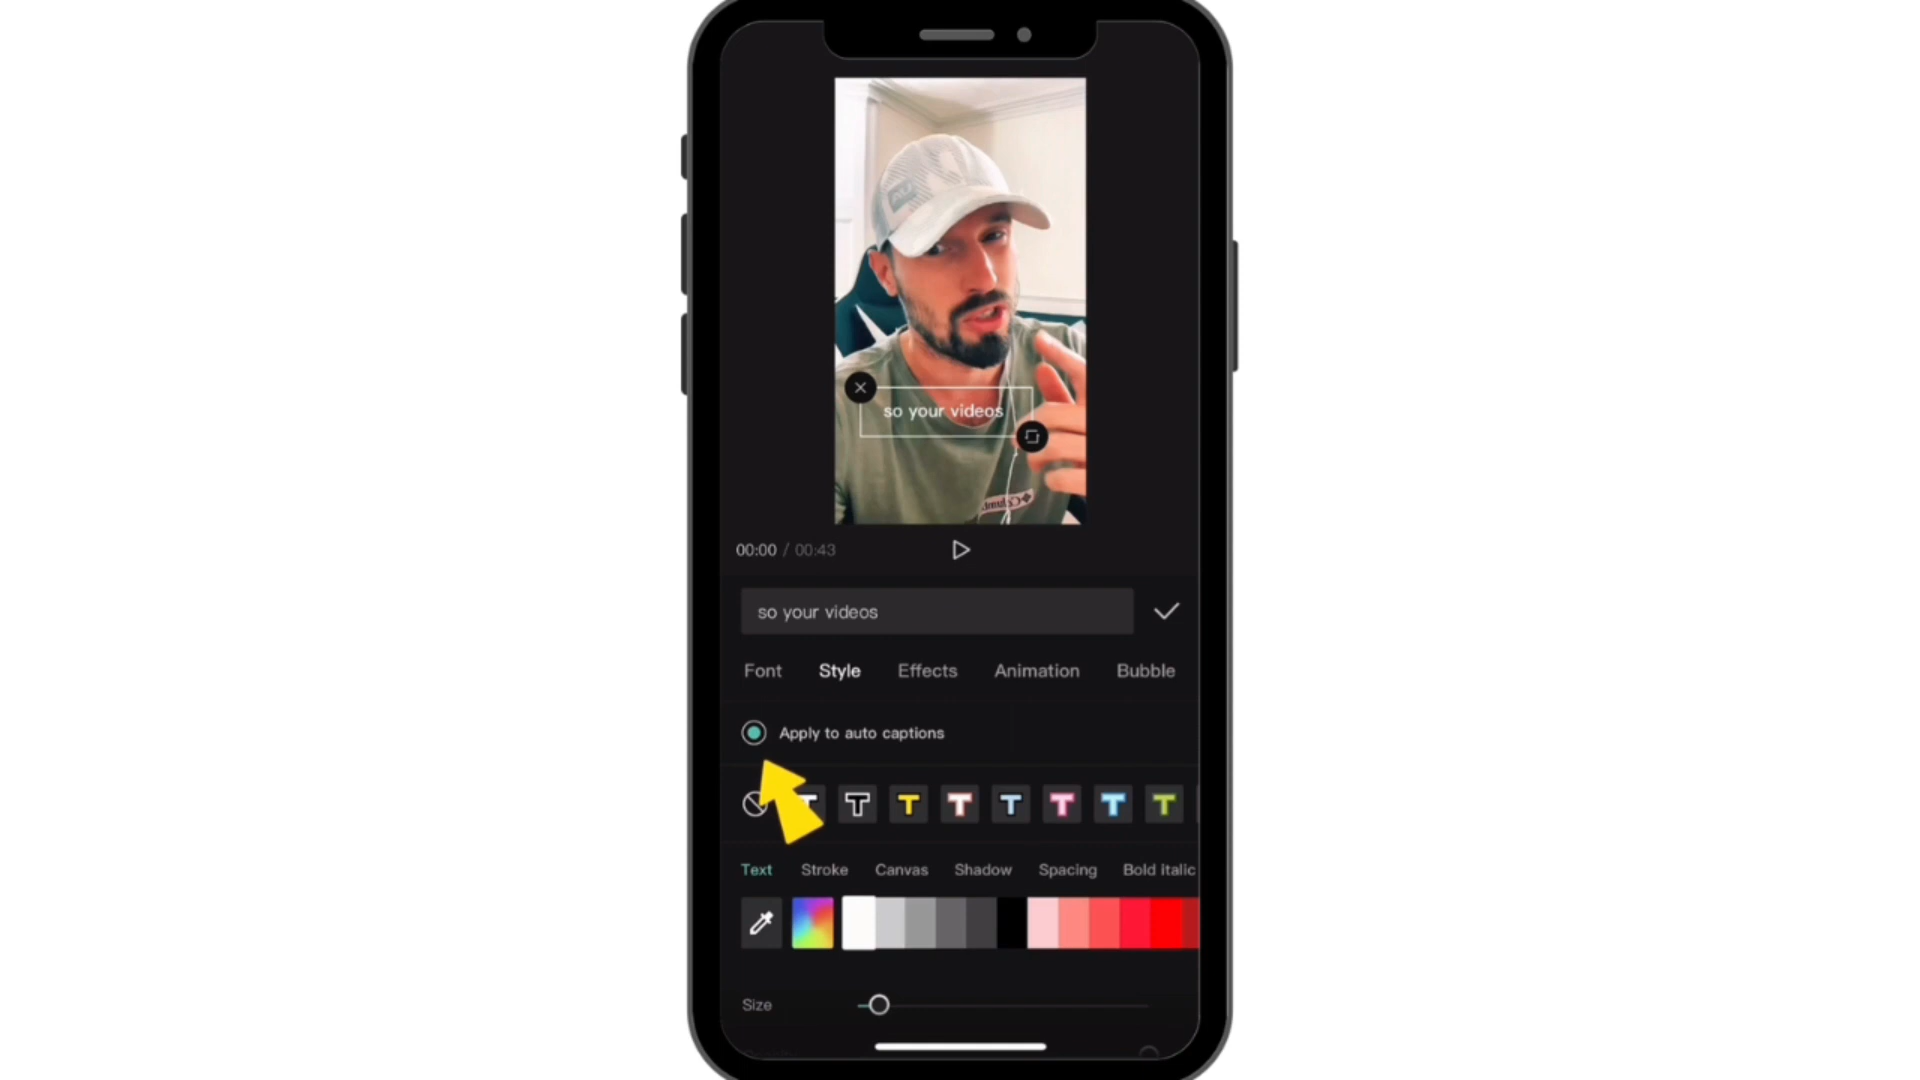 so your videos
00:00 / 00:43
so your videos
Font Style Effects Animation Bubble
Apply to auto captions
T T T T T T T T
Text Stroke Canvas Shadow Spacing Bold italic
Size